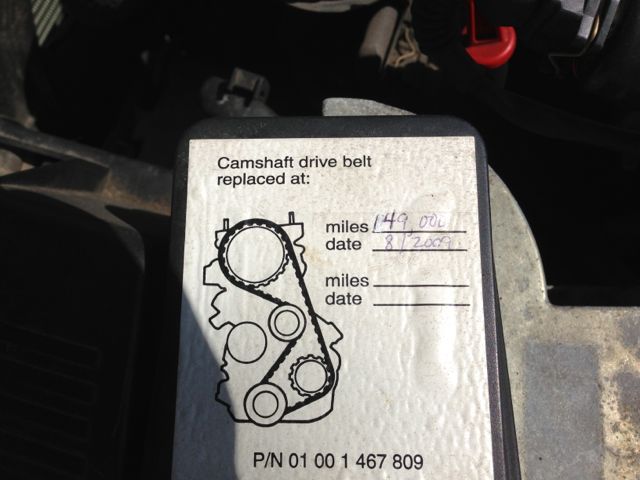 Camshaft drive belt
replaced at:
miles 149,000
date 8/2009
miles
date
P/N 01 00 1 467 809